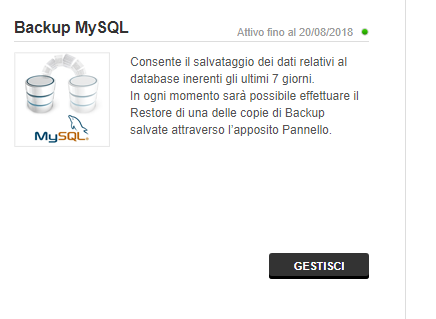 Backup MySQL
Attivo fino al 20/08/2018
Consente il salvataggio dei dati relativi al
database inerenti gli ultimi 7 giorni.
In ogni momento sarà possibile effettuare il
Restore di una delle copie di Backup
salvate attraverso l'apposito Pannello.
MySQL®
GESTISCI